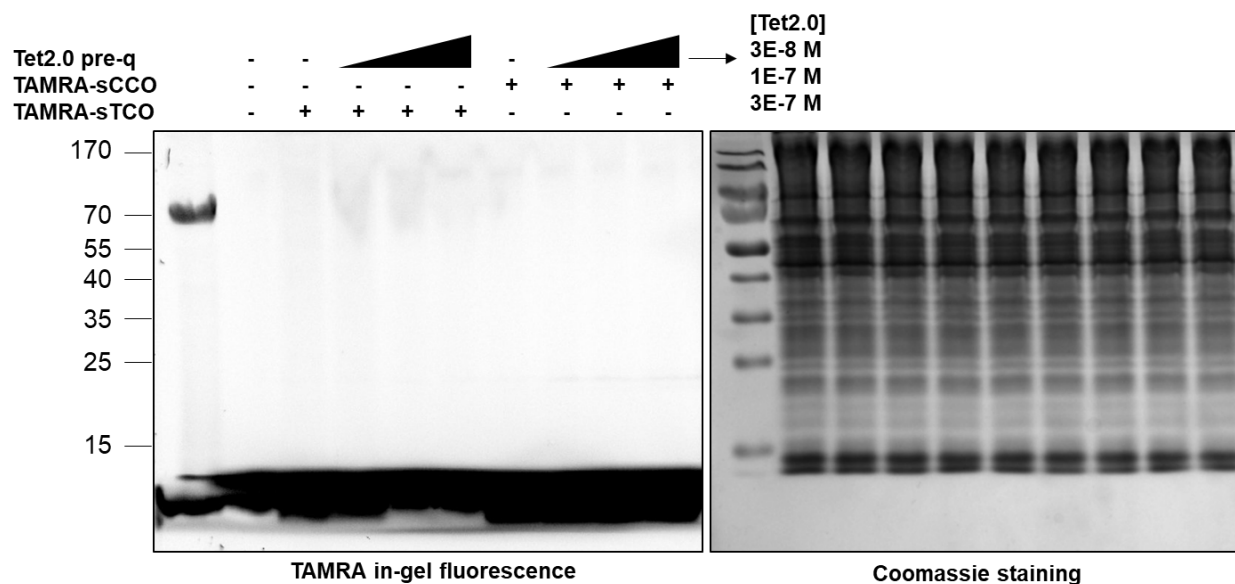 [Tet2.0]
Tet2.0 pre-q - - - 3E-8 M
TAMRA-sCCO - - - - - + + + + 1E-7 M
TAMRA-sTCO - + + + + - - - - 3E-7 M
170
70
55
40
35
25
15
TAMRA in-gel fluorescence
Coomassie staining